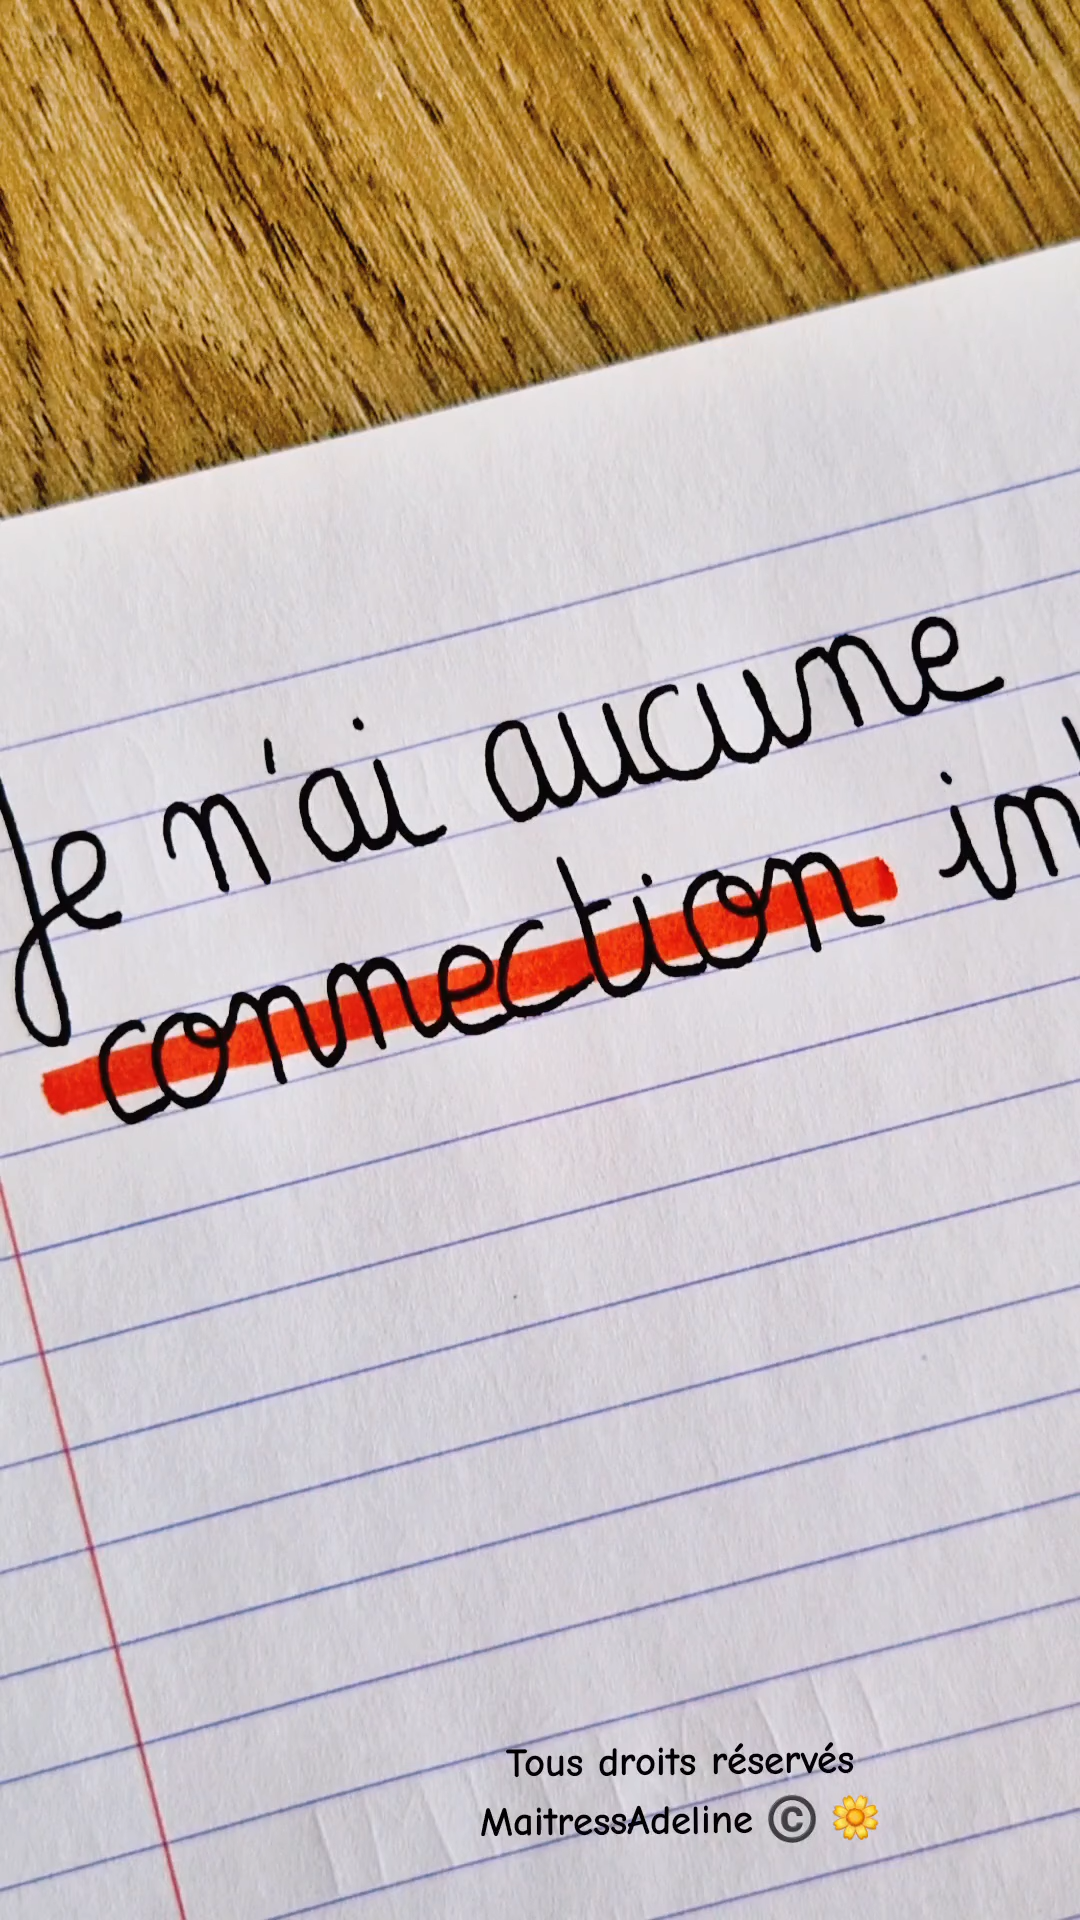 Je n'ai aucune
connection
Tous droits réservés
MaitressAdeline © 🌼